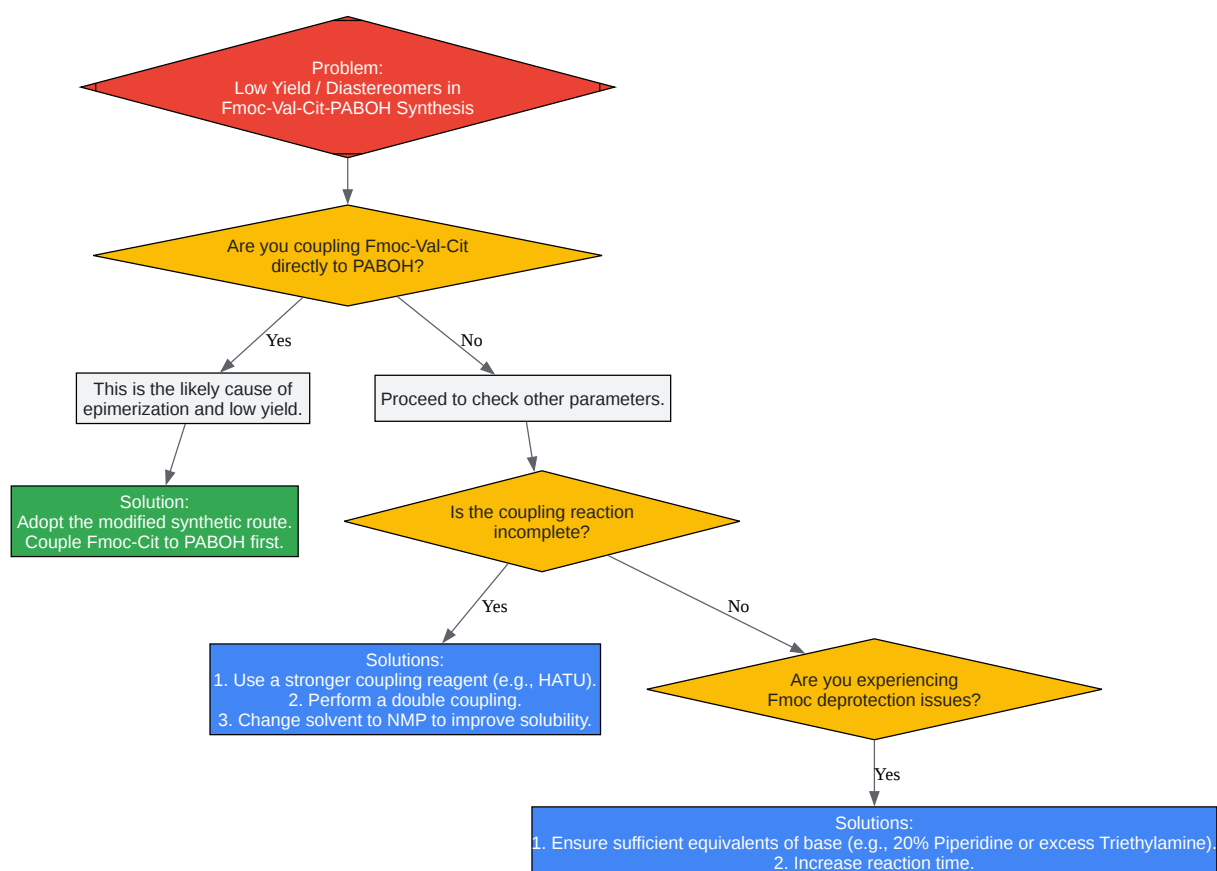 Problem:
Low Yield / Diastereomers in
Fmoc-Val-Cit-PABOH Synthesis
Are you coupling Fmoc-Val-Cit
directly to PABOH?
Yes
No
This is the likely cause of
epimerization and low yield.
Proceed to check other parameters.
Solution:
Adopt the modified synthetic route.
Couple Fmoc-Cit to PABOH first.
Is the coupling reaction
incomplete?
Yes
No
Solutions:
1. Use a stronger coupling reagent (e.g., HATU).
2. Perform a double coupling.
3. Change solvent to NMP to improve solubility.
Are you experiencing
Fmoc deprotection issues?
Yes
Solutions:
1. Ensure sufficient equivalents of base (e.g., 20% Piperidine or excess Triethylamine).
2. Increase reaction time.